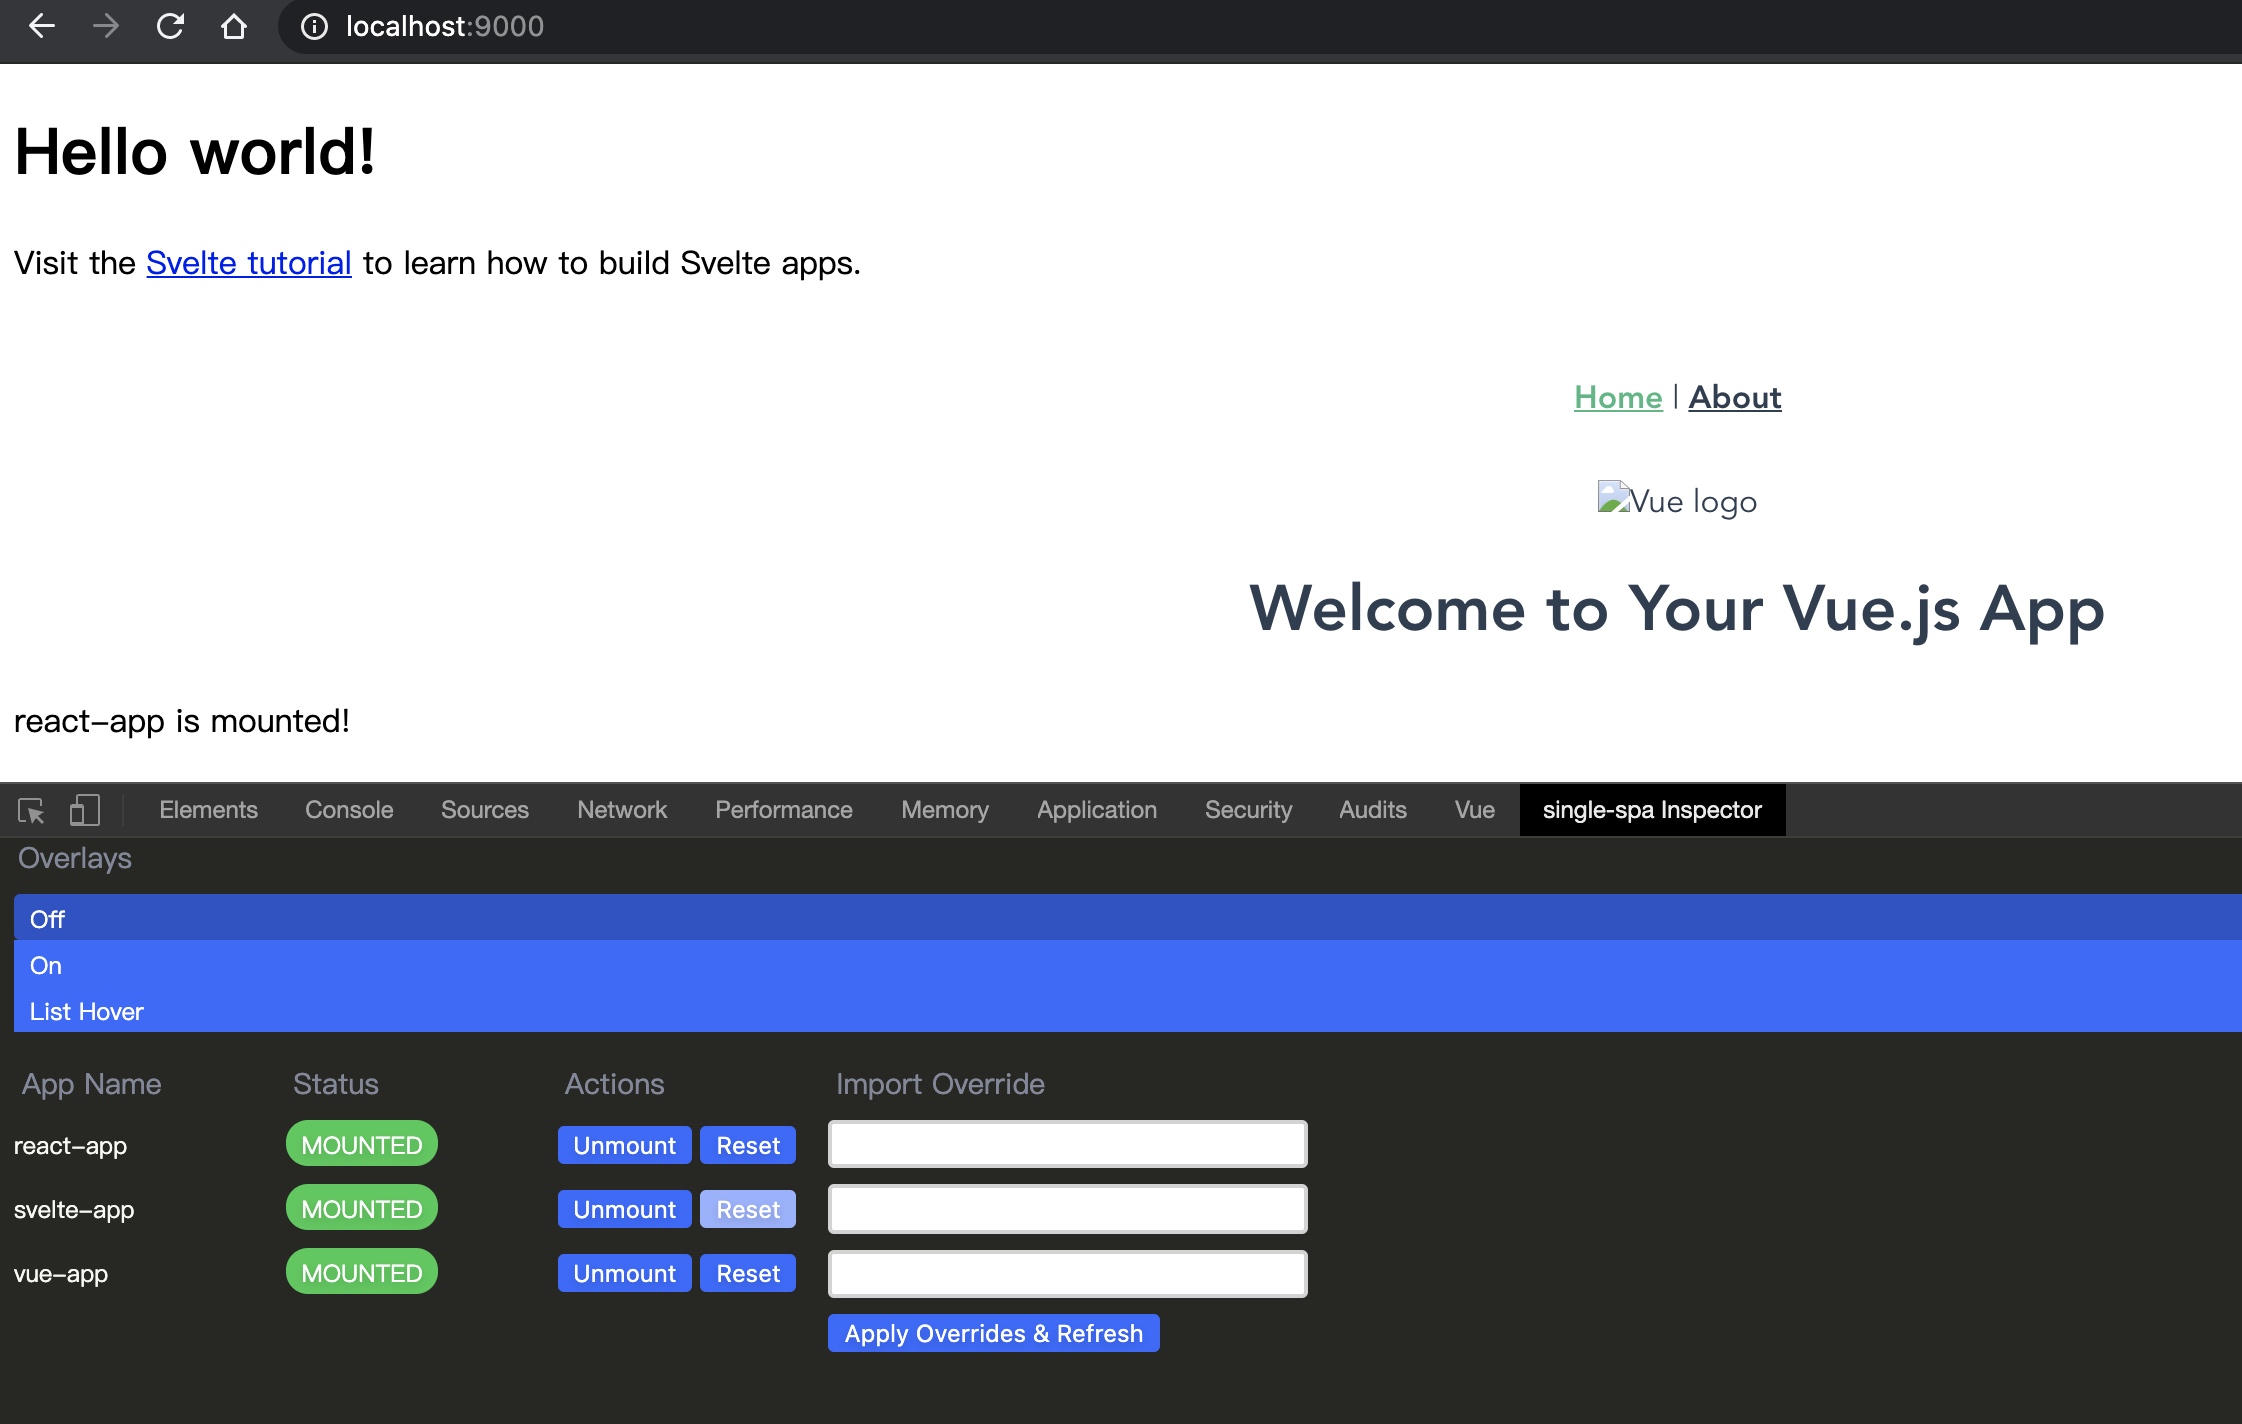 localhost:9000
Hello world!
Visit the Svelte tutorial to learn how to build Svelte apps.
Home | About
Vue logo
Welcome to Your Vue.js App
react-app is mounted!
Elements Console Sources Network Performance Memory Application Security Audits Vue single-spa Inspector
Overlays
Off
On
List Hover
App Name Status Actions Import Override
react-app MOUNTED Unmount Reset
svelte-app MOUNTED Unmount Reset
vue-app MOUNTED Unmount Reset
Apply Overrides & Refresh